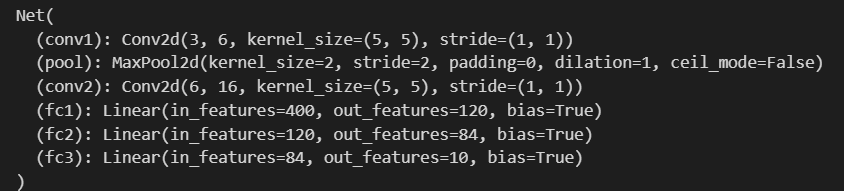 Net(
  (conv1): Conv2d(3, 6, kernel_size=(5, 5), stride=(1, 1))
  (pool): MaxPool2d(kernel_size=2, stride=2, padding=0, dilation=1, ceil_mode=False)
  (conv2): Conv2d(6, 16, kernel_size=(5, 5), stride=(1, 1))
  (fc1): Linear(in_features=400, out_features=120, bias=True)
  (fc2): Linear(in_features=120, out_features=84, bias=True)
  (fc3): Linear(in_features=84, out_features=10, bias=True)
)